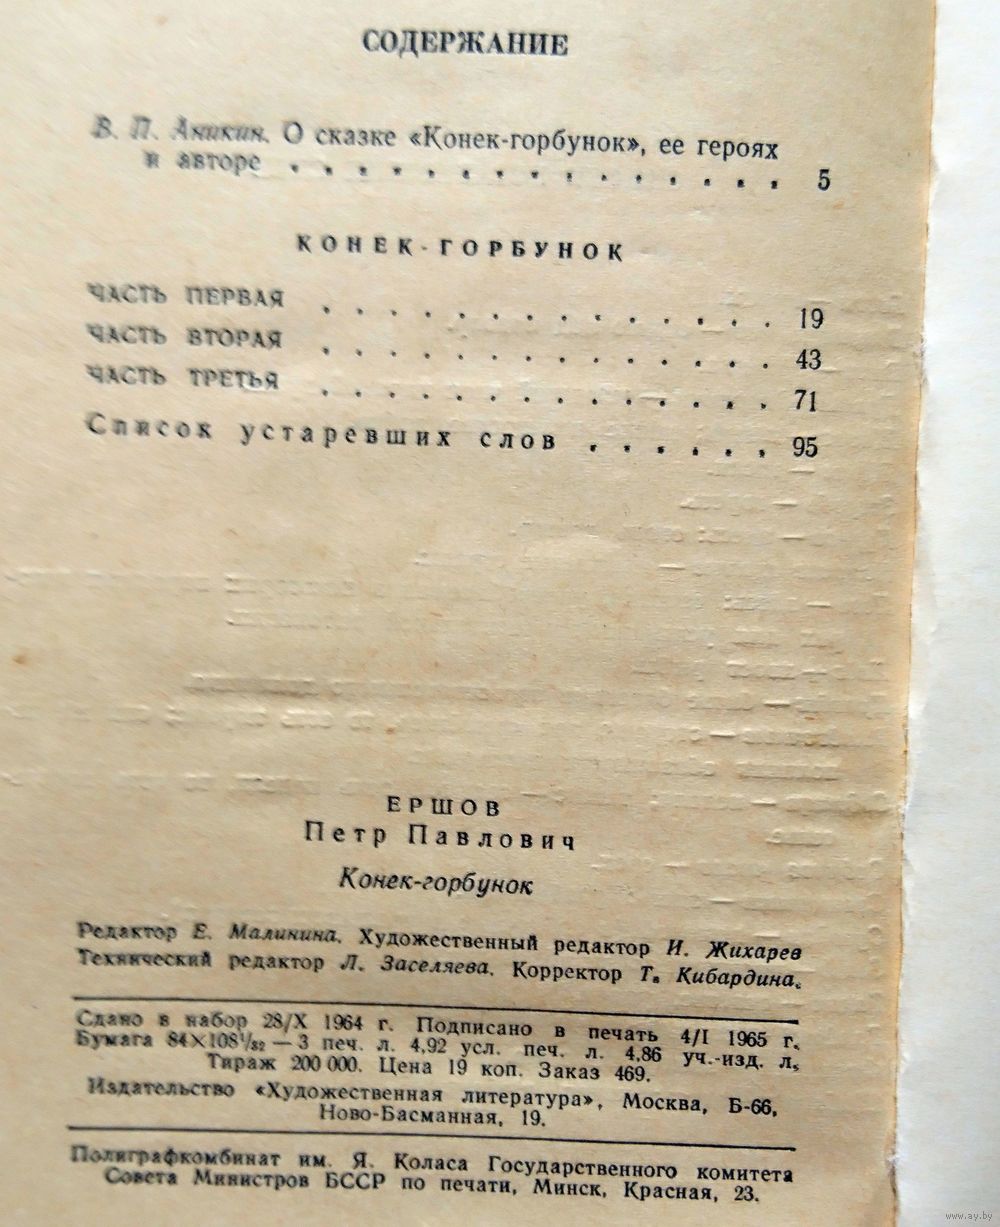 СОДЕРЖАНИЕ
В. П. Аникин. О сказке «Конек-горбунок», ее героях
и авторе . . . . . . . . . . . . . . . 5
КОНЕК-ГОРБУНОК
ЧАСТЬ ПЕРВАЯ . . . . . . . . . . . . . . 19
ЧАСТЬ ВТОРАЯ . . . . . . . . . . . . . . 43
ЧАСТЬ ТРЕТЬЯ . . . . . . . . . . . . . . 71
Список устаревших слов . . . . . . 95
ЕРШОВ
Петр Павлович
Конек-горбунок
Редактор Е. Малинина. Художественный редактор И. Жихарев
Технический редактор Л. Заселяева. Корректор Т. Кибардина.
Сдано в набор 28/X 1964 г. Подписано в печать 4/I 1965 г.
Бумага 84×108¹/₃₂ — 3 печ. л. 4,92 усл. печ. л. 4,86 уч.-изд. л.
Тираж 200 000. Цена 19 коп. Заказ 469.
Издательство «Художественная литература», Москва, Б-66,
Ново-Басманная, 19.
Полиграфкомбинат им. Я. Коласа Государственного комитета
Совета Министров БССР по печати, Минск, Красная, 23.
www.ay.by